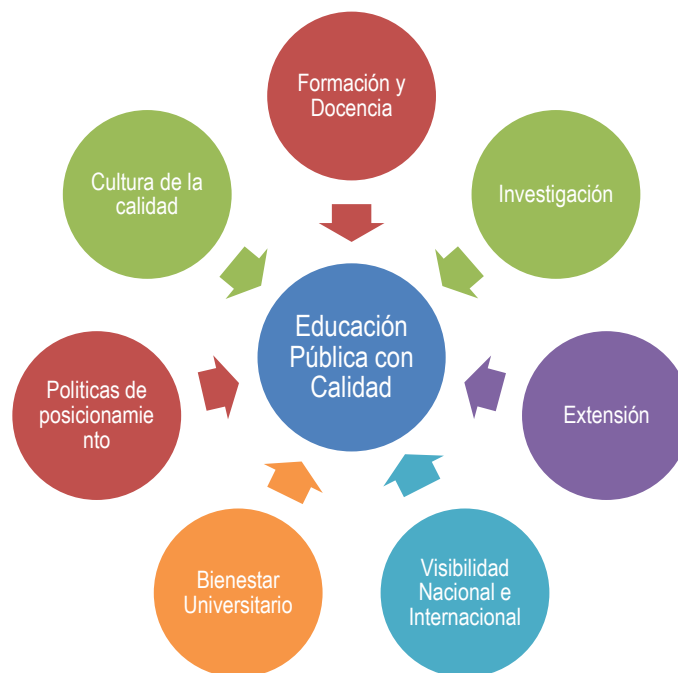 Formación y
Docencia
Cultura de la
calidad
Investigación
Educación
Pública con
Calidad
Politicas de
posicionamie
nto
Extensión
Bienestar
Universitario
Visibilidad
Nacional e
Internacional